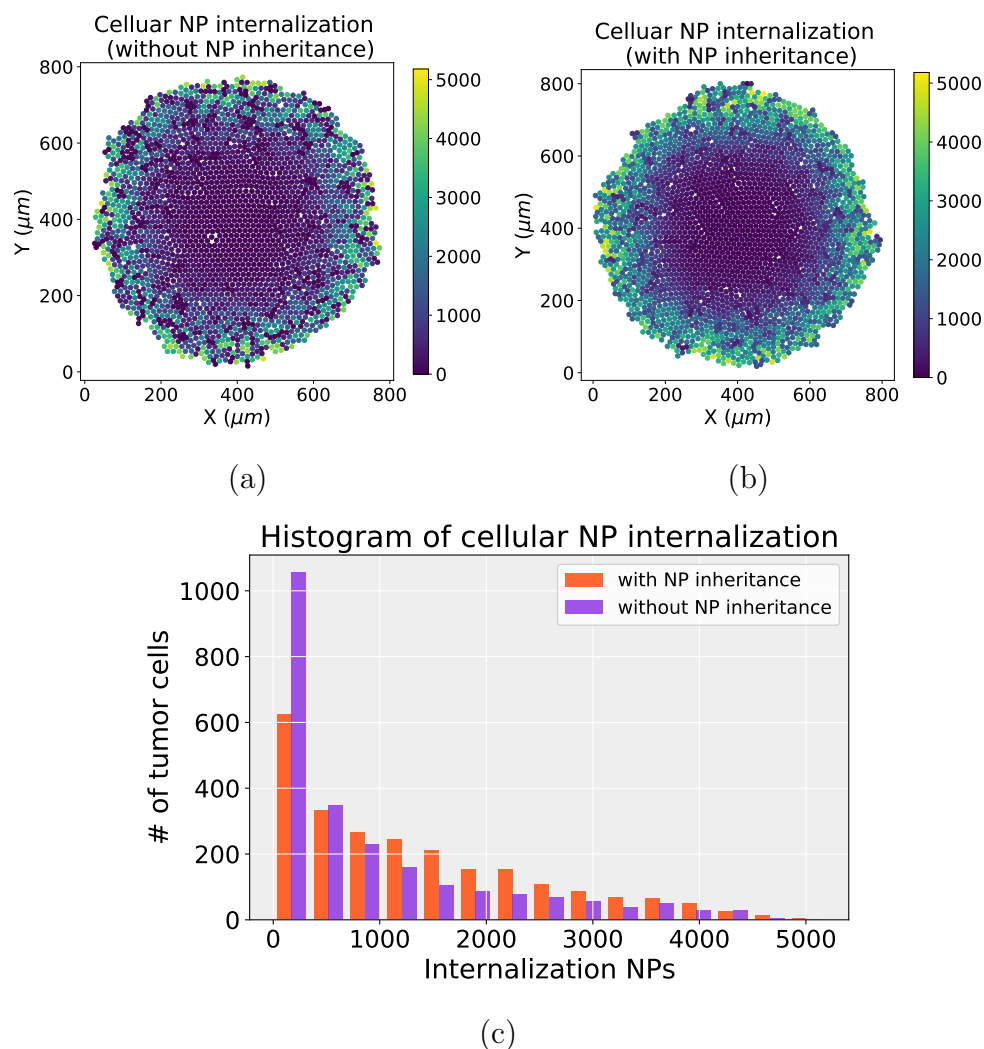 Celluar NP internalization
(without NP inheritance)
800
600
400
200
0
Y (μm)
0 200 400 600 800
X (μm)
5000
4000
3000
2000
1000
0
(a)
Celluar NP internalization
(with NP inheritance)
800
600
400
200
0
Y (μm)
0 200 400 600 800
X (μm)
5000
4000
3000
2000
1000
0
(b)
Histogram of cellular NP internalization
with NP inheritance
without NP inheritance
1000
800
600
400
200
0
# of tumor cells
0 1000 2000 3000 4000 5000
Internalization NPs
(c)